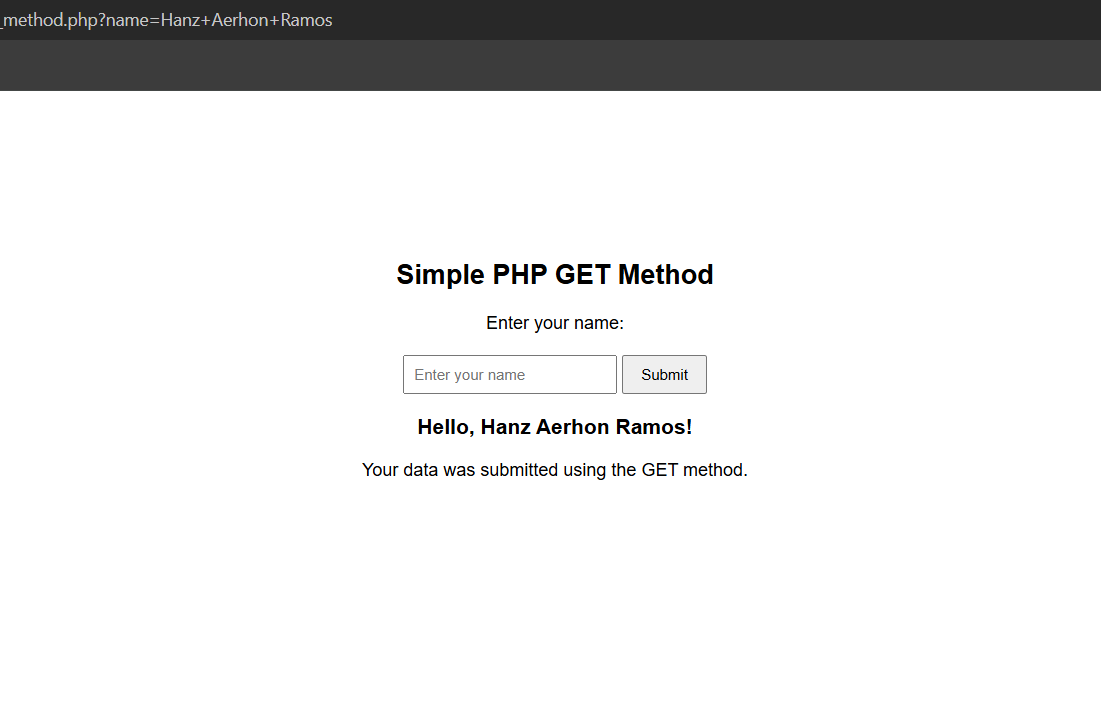 _method.php?name=Hanz+Aerhon+Ramos
Simple PHP GET Method
Enter your name:
Enter your name Submit
Hello, Hanz Aerhon Ramos!
Your data was submitted using the GET method.